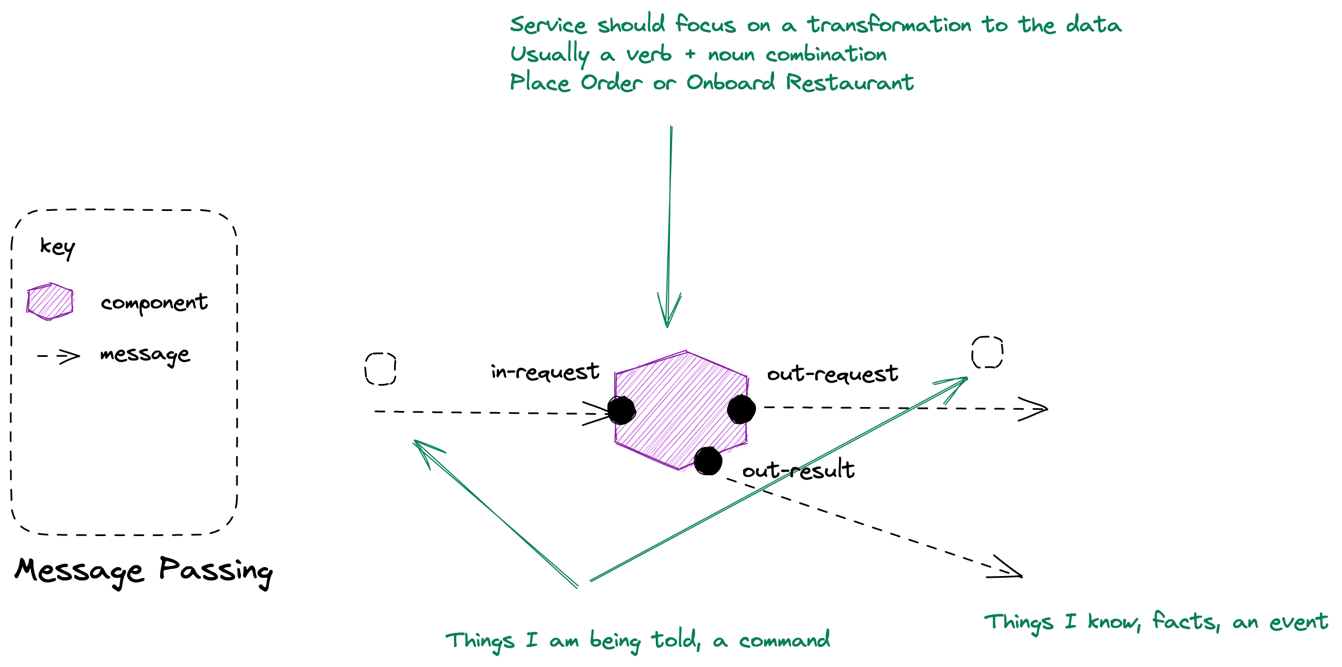 Service should focus on a transformation to the data
Usually a verb + noun combination
Place Order or Onboard Restaurant
key
component
message
Message Passing
in-request
out-request
out-result
Things I am being told, a command
Things I know, facts, an event